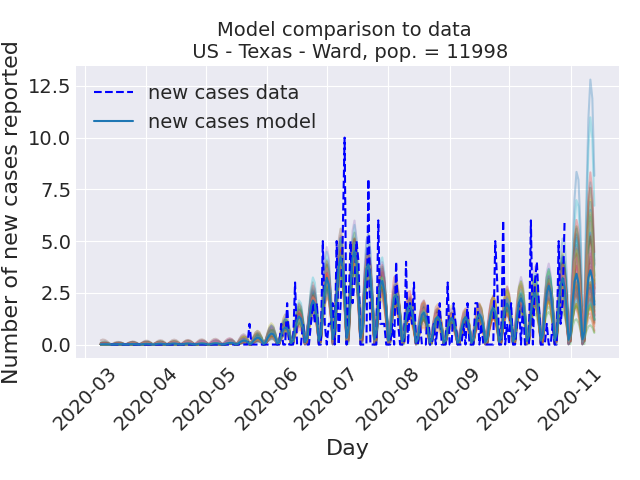 Model comparison to data
US - Texas - Ward, pop. = 11998
Number of new cases reported
12.5
10.0
7.5
5.0
2.5
0.0
new cases data
new cases model
2020-03
2020-04
2020-05
2020-06
2020-07
2020-08
2020-09
2020-10
2020-11
Day